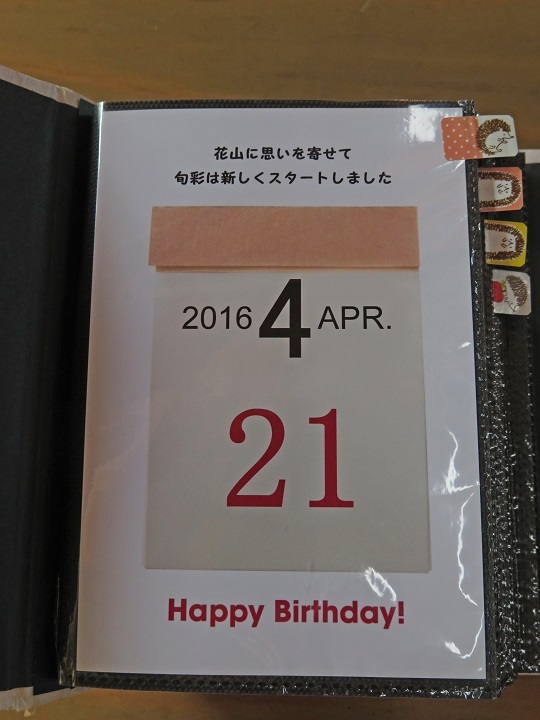 花山に思いを寄せて
旬彩は新しくスタートしました
2016 4 APR.
21
Happy Birthday!